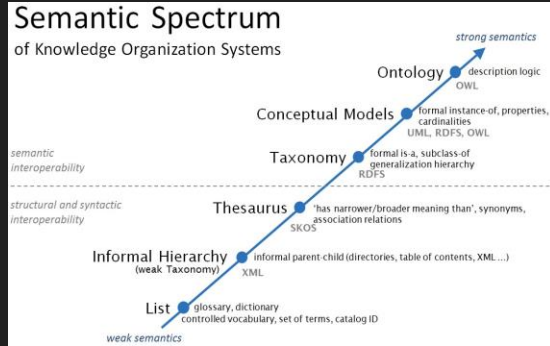 Semantic Spectrum
of Knowledge Organization Systems
strong semantics
Ontology
description logic
OWL
Conceptual Models
formal instance-of, properties,
cardinalities
UML, RDFS, OWL
semantic
interoperability
Taxonomy
formal is-a, subclass-of
generalization hierarchy
RDFS
structural and syntactic
interoperability
Thesaurus
'has narrower/broader meaning than', synonyms,
association relations
SKOS
Informal Hierarchy
(weak Taxonomy)
informal parent-child (directories, table of contents, XML ...)
XML
List
glossary, dictionary
controlled vocabulary, set of terms, catalog ID
weak semantics